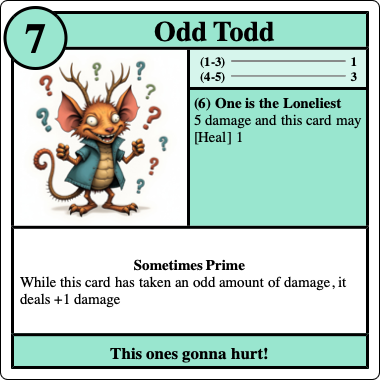 7
Odd Todd
(1-3) 1
(4-5) 3
(6) One is the Loneliest
5 damage and this card may
[Heal] 1
? ? ? ? ? ? ? ?
Sometimes Prime
While this card has taken an odd amount of damage, it
deals +1 damage
This ones gonna hurt!